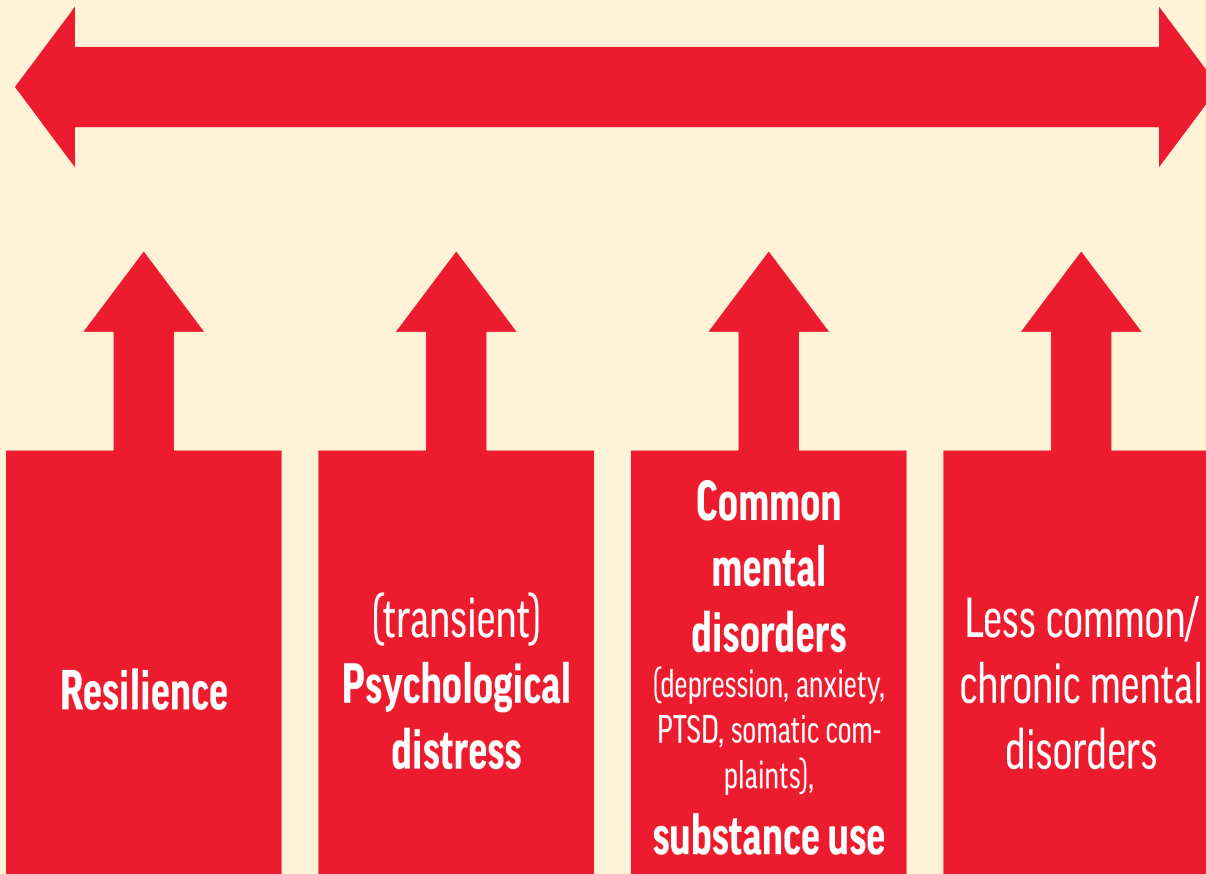 Resilience
(transient)
Psychological
distress
Common
mental
disorders
(depression, anxiety,
PTSD, somatic com-
plaints),
substance use
Less common/
chronic mental
disorders